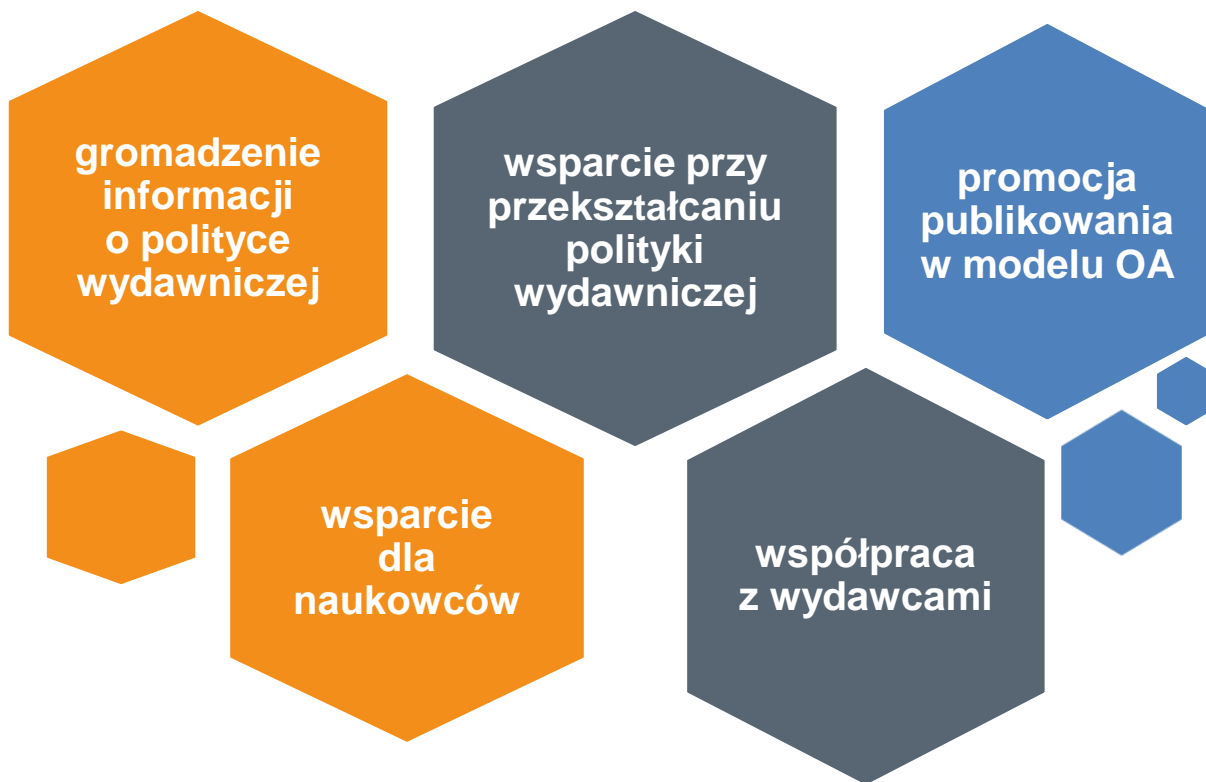 gromadzenie
informacji
o polityce
wydawniczej
wsparcie przy
przekształcaniu
polityki
wydawniczej
promocja
publikowania
w modelu OA
wsparcie
dla
naukowców
współpraca
z wydawcami